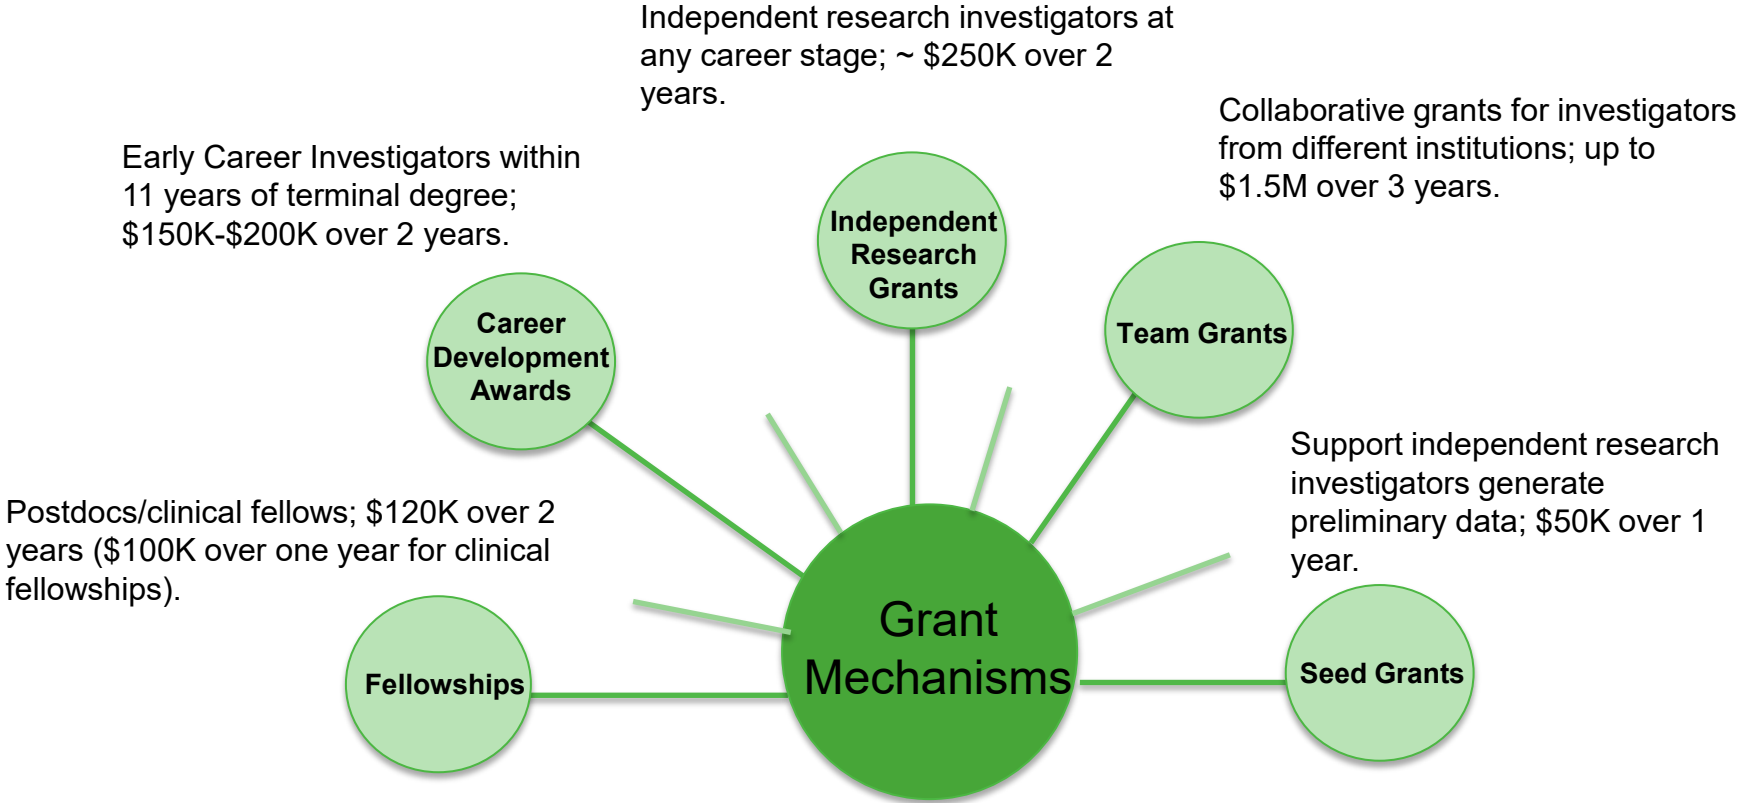 Independent research investigators at
any career stage; ~ $250K over 2
years.
Collaborative grants for investigators
from different institutions; up to
$1.5M over 3 years.
Early Career Investigators within
11 years of terminal degree;
$150K-$200K over 2 years.
Independent
Research
Grants
Career
Development
Awards
Team Grants
Support independent research
investigators generate
preliminary data; $50K over 1
year.
Postdocs/clinical fellows; $120K over 2
years ($100K over one year for clinical
fellowships).
Grant
Mechanisms
Fellowships
Seed Grants